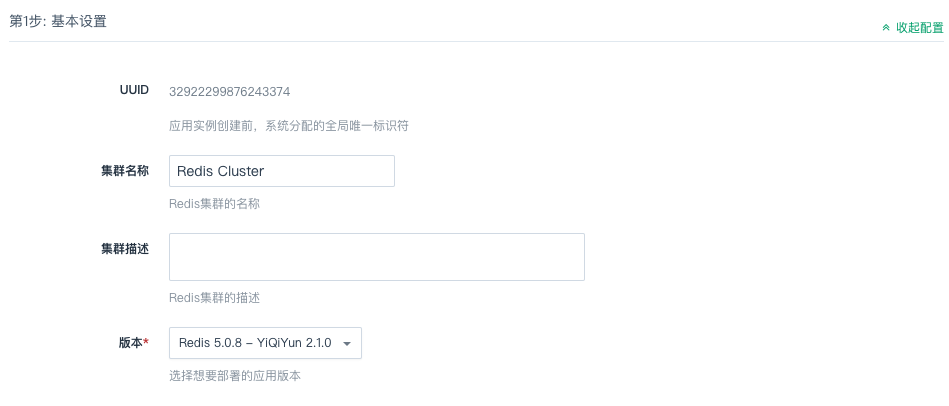 第1步: 基本设置
收起配置
UUID
32922299876243374
应用实例创建前，系统分配的全局唯一标识符
集群名称
Redis Cluster
Redis集群的名称
集群描述
Redis集群的描述
版本*
Redis 5.0.8 – YiQiYun 2.1.0
选择想要部署的应用版本